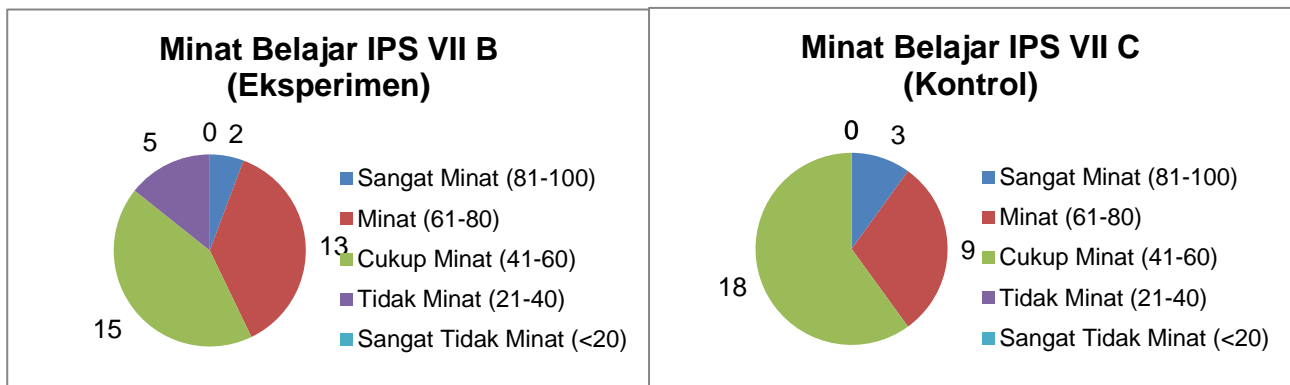 Minat Belajar IPS VII B
(Eksperimen)
0
2
5
13
15
Sangat Minat (81-100)
Minat (61-80)
Cukup Minat (41-60)
Tidak Minat (21-40)
Sangat Tidak Minat (<20)
Minat Belajar IPS VII C
(Kontrol)
0
3
9
18
Sangat Minat (81-100)
Minat (61-80)
Cukup Minat (41-60)
Tidak Minat (21-40)
Sangat Tidak Minat (<20)